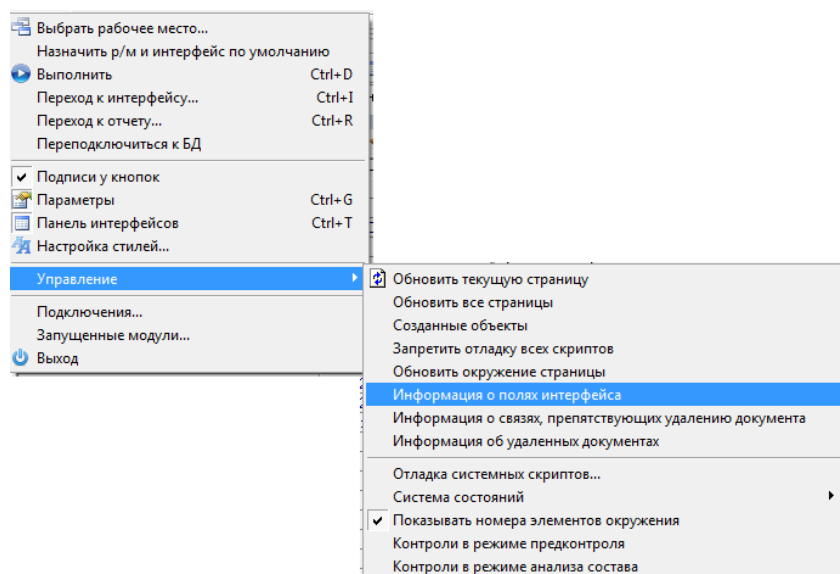 Выбрать рабочее место...
Назначить р/м и интерфейс по умолчанию
Выполнить Ctrl+D
Переход к интерфейсу... Ctrl+I
Переход к отчету... Ctrl+R
Переподключиться к БД
Подписи у кнопок
Параметры Ctrl+G
Панель интерфейсов Ctrl+T
Настройка стилей...
Управление
Подключения...
Запущенные модули...
Выход
Обновить текущую страницу
Обновить все страницы
Созданные объекты
Запретить отладку всех скриптов
Обновить окружение страницы
Информация о полях интерфейса
Информация о связях, препятствующих удалению документа
Информация об удаленных документах
Отладка системных скриптов...
Система состояний
Показывать номера элементов окружения
Контроли в режиме предконтроля
Контроли в режиме анализа состава